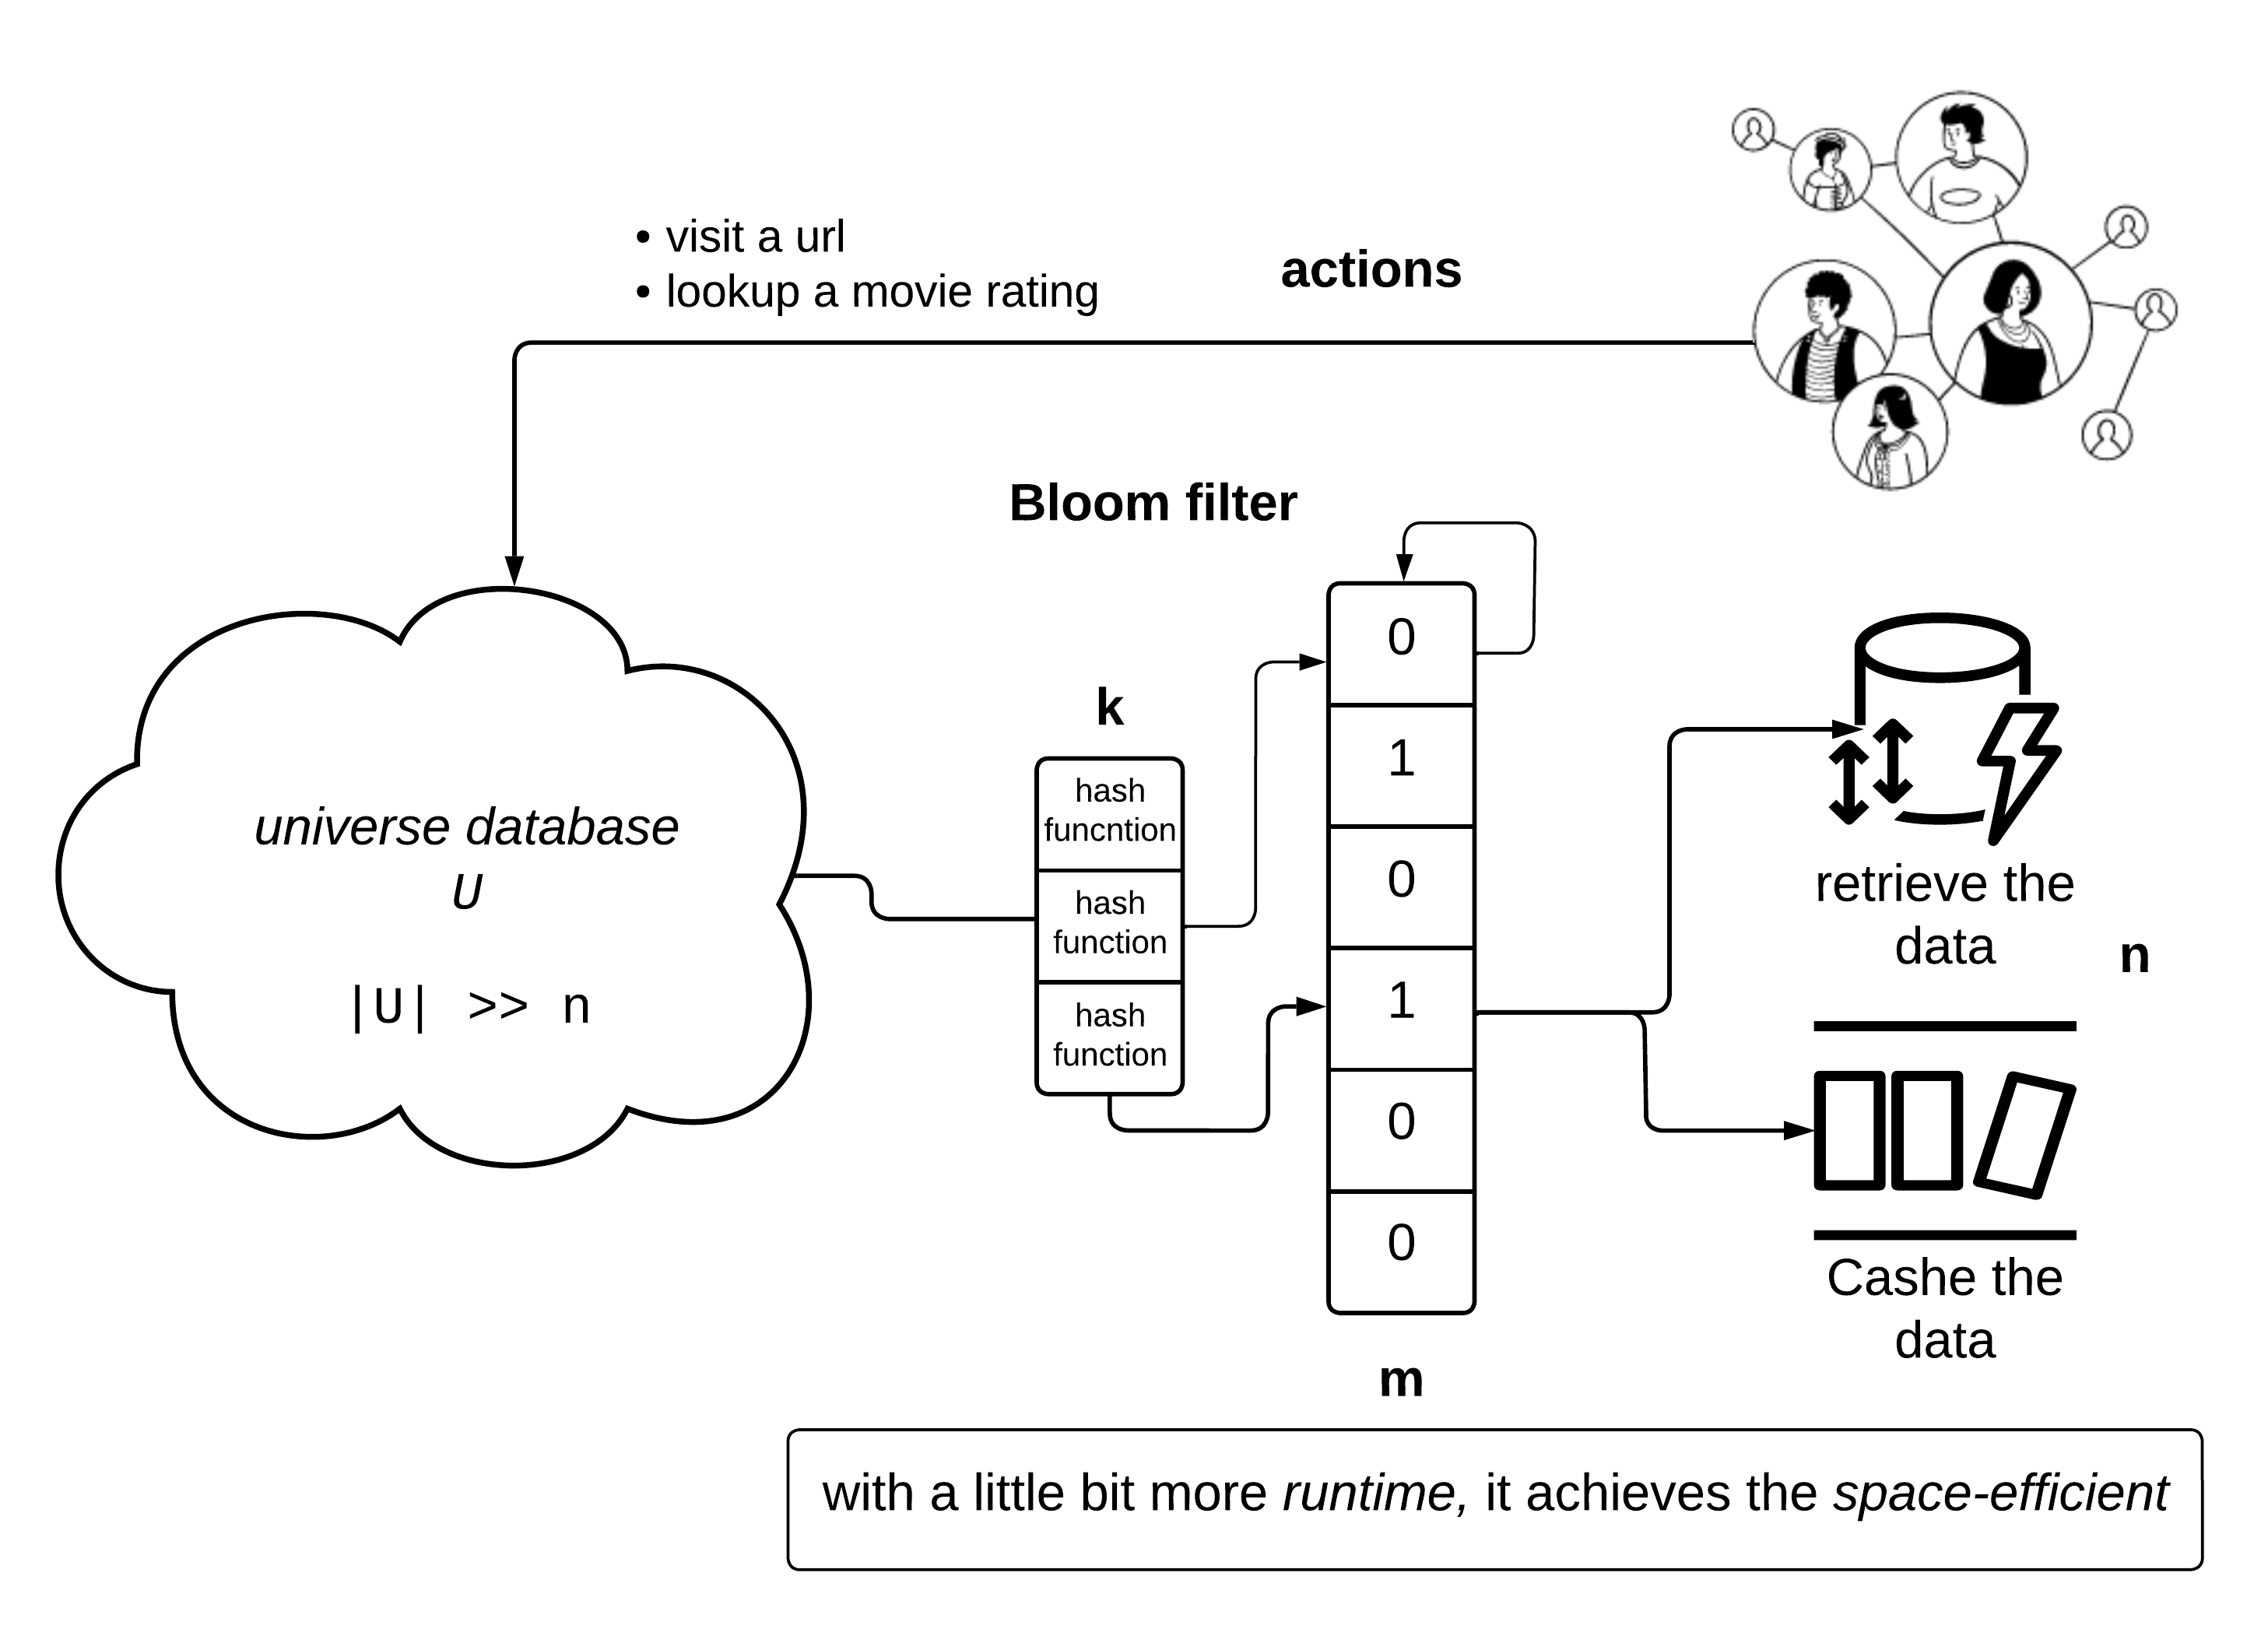 • visit a url
• lookup a movie rating
actions
Bloom filter
universe database
U
|U| >> n
k
hash
funcntion
hash
function
hash
function
0
1
0
1
0
0
m
retrieve the
data
n
Cashe the
data
with a little bit more runtime, it achieves the space-efficient